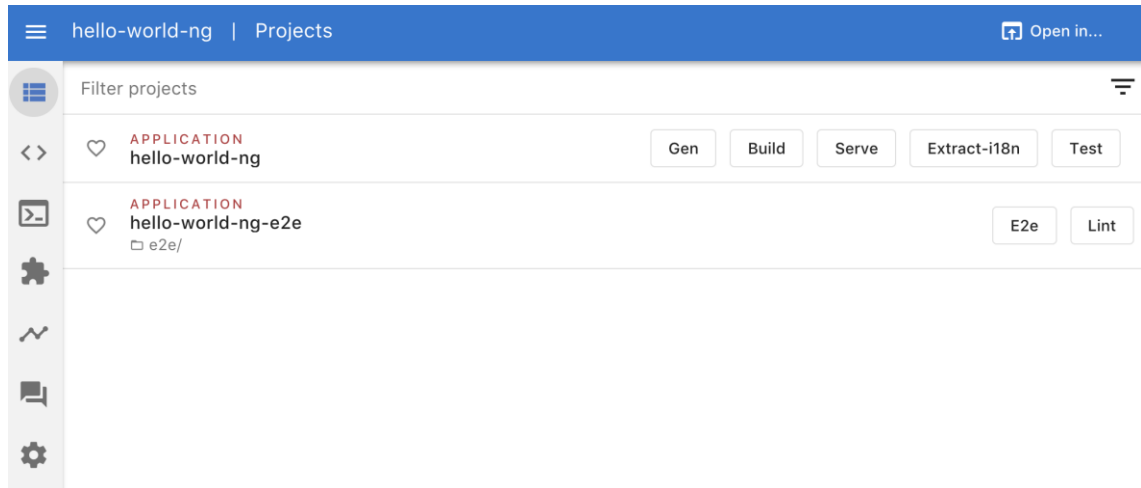 hello-world-ng | Projects
Open in...
Filter projects
APPLICATION
hello-world-ng
Gen
Build
Serve
Extract-i18n
Test
APPLICATION
hello-world-ng-e2e
e2e/
E2e
Lint